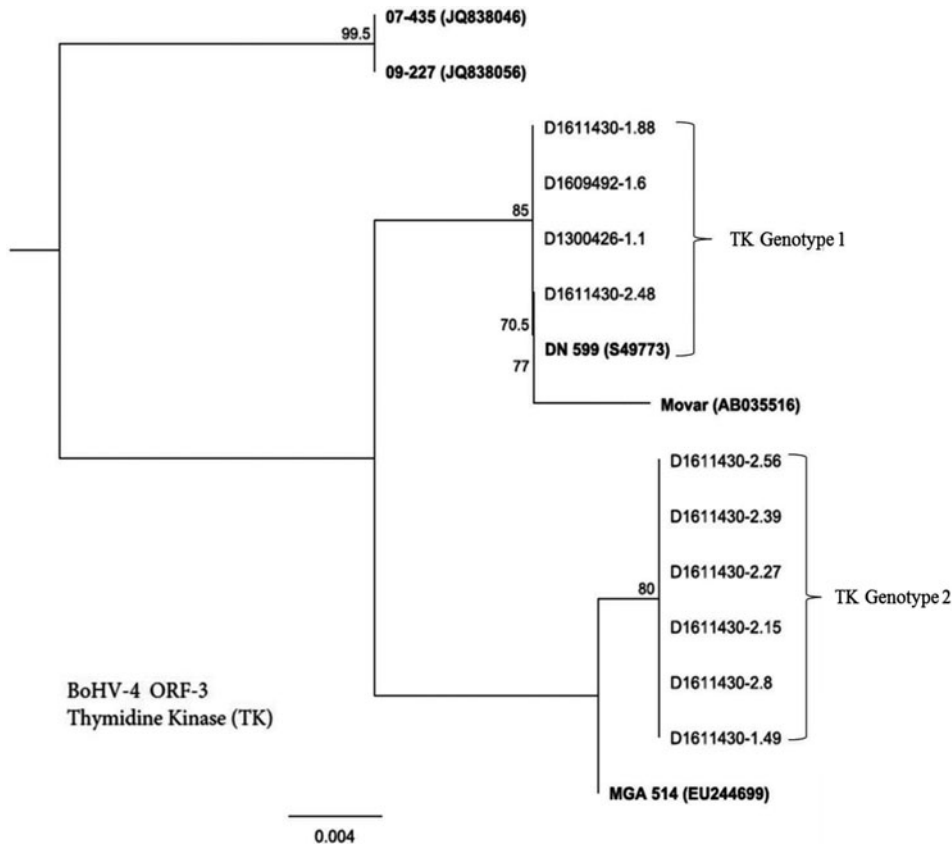 07-435 (JQ838046)
99.5
09-227 (JQ838056)
D1611430-1.88
D1609492-1.6
85
D1300426-1.1
TK Genotype 1
D1611430-2.48
70.5
DN 599 (S49773)
77
Movar (AB035516)
D1611430-2.56
D1611430-2.39
D1611430-2.27
80
TK Genotype 2
D1611430-2.15
D1611430-2.8
BoHV-4 ORF-3
Thymidine Kinase (TK)
D1611430-1.49
MGA 514 (EU244699)
0.004